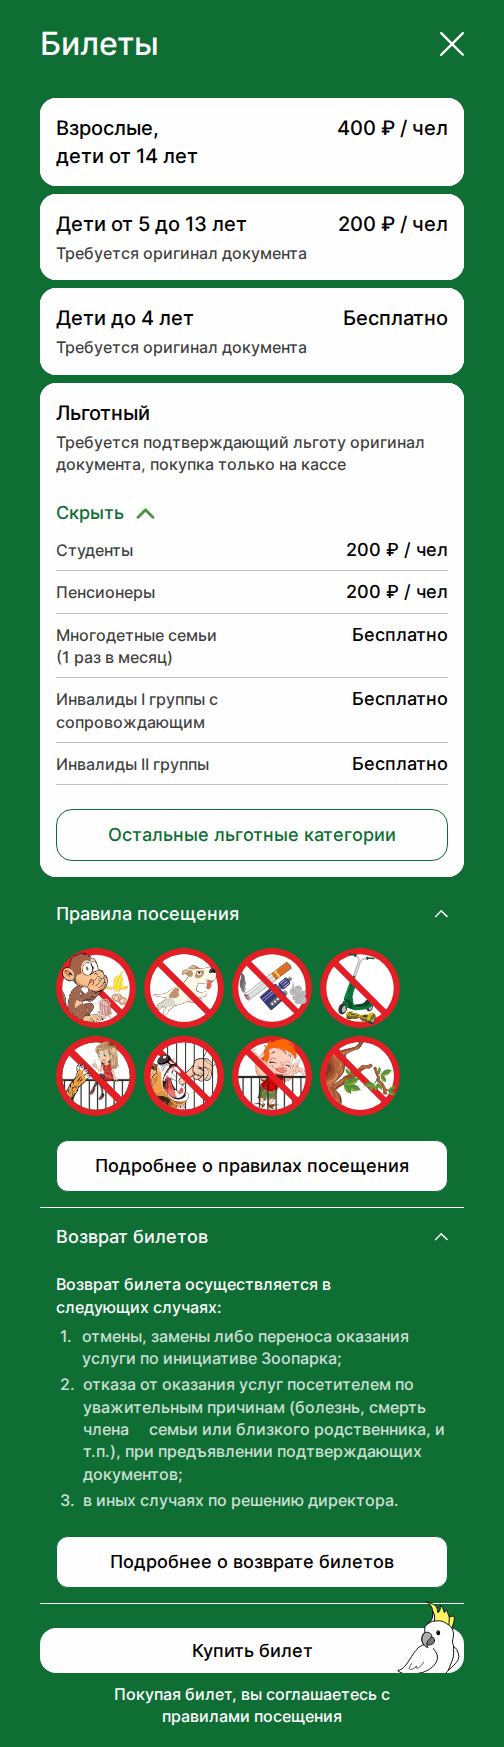 Билеты
Взрослые,
дети от 14 лет
400 ₽ / чел
Дети от 5 до 13 лет
200 ₽ / чел
Требуется оригинал документа
Дети до 4 лет
Бесплатно
Требуется оригинал документа
Льготный
Требуется подтверждающий льготу оригинал
документа, покупка только на кассе
Скрыть
Студенты
200 ₽ / чел
Пенсионеры
200 ₽ / чел
Многодетные семьи
(1 раз в месяц)
Бесплатно
Инвалиды I группы с
сопровождающим
Бесплатно
Инвалиды II группы
Бесплатно
Остальные льготные категории
Правила посещения
Подробнее о правилах посещения
Возврат билетов
Возврат билета осуществляется в
следующих случаях:
1. отмены, замены либо переноса оказания
услуги по инициативе Зоопарка;
2. отказа от оказания услуг посетителем по
уважительным причинам (болезнь, смерть
члена семьи или близкого родственника, и
т.п.), при предъявлении подтверждающих
документов;
3. в иных случаях по решению директора.
Подробнее о возврате билетов
Купить билет
Покупая билет, вы соглашаетесь с
правилами посещения